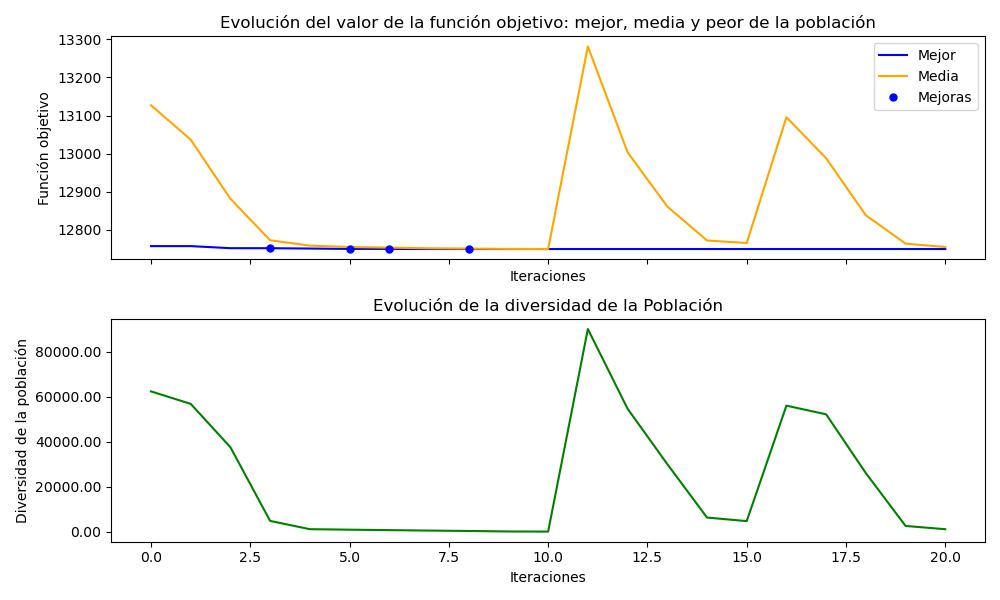 Evolución del valor de la función objetivo: mejor, media y peor de la población
13300
13200
13100
13000
12900
12800
Función objetivo
Mejor
Media
Mejoras
Iteraciones
Evolución de la diversidad de la Población
80000.00
60000.00
40000.00
20000.00
0.00
Diversidad de la población
0.0 2.5 5.0 7.5 10.0 12.5 15.0 17.5 20.0
Iteraciones